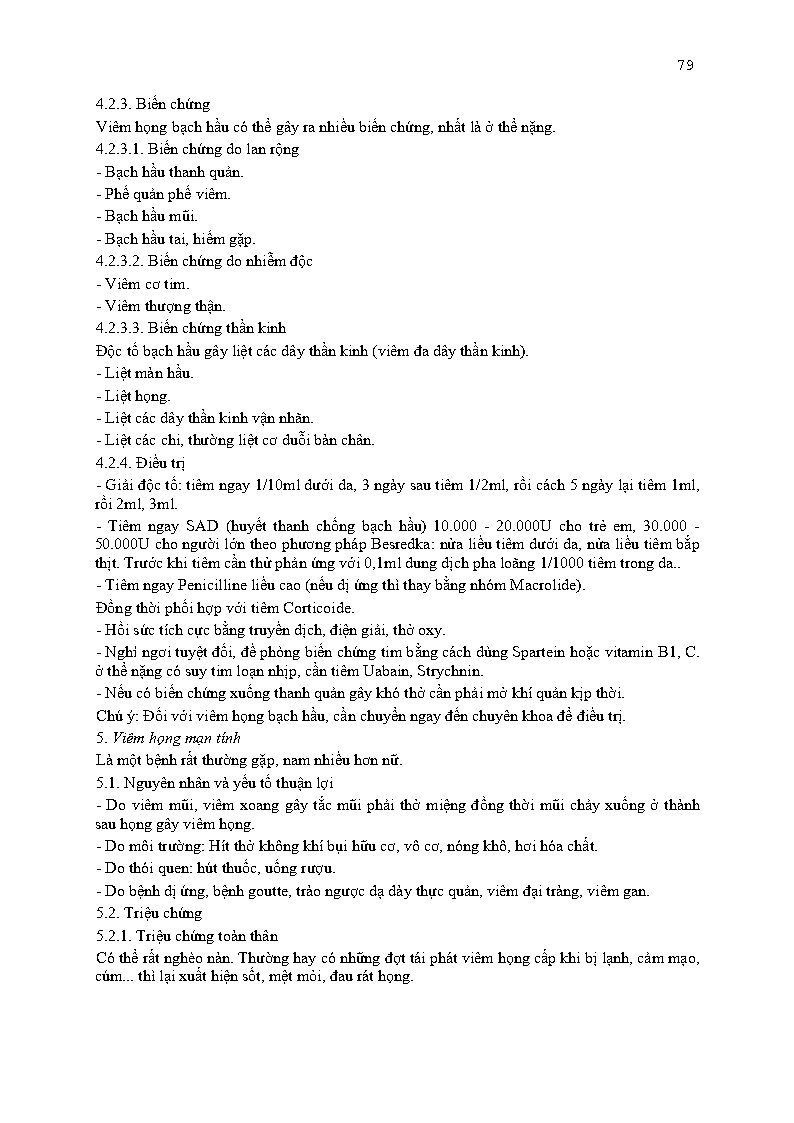 79
4.2.3. Biến chứng
Viêm họng bạch hầu có thể gây ra nhiều biến chứng, nhất là ở thể nặng.
4.2.3.1. Biến chứng do lan rộng
- Bạch hầu thanh quản.
- Phế quản phế viêm.
- Bạch hầu mũi.
- Bạch hầu tai, hiếm gặp.
4.2.3.2. Biến chứng do nhiễm độc
- Viêm cơ tim.
- Viêm thượng thận.
4.2.3.3. Biến chứng thần kinh
Độc tố bạch hầu gây liệt các dây thần kinh (viêm đa dây thần kinh).
- Liệt màn hầu.
- Liệt họng.
- Liệt các dây thần kinh vận nhãn.
- Liệt các chi, thường liệt cơ duỗi bàn chân.
4.2.4. Điều trị
- Giải độc tố: tiêm ngay 1/10ml dưới da, 3 ngày sau tiêm 1/2ml, rồi cách 5 ngày lại tiêm 1ml,
rồi 2ml, 3ml.
- Tiêm ngay SAD (huyết thanh chống bạch hầu) 10.000 - 20.000U cho trẻ em, 30.000 -
50.000U cho người lớn theo phương pháp Besredka: nửa liều tiêm dưới da, nửa liều tiêm bắp
thịt. Trước khi tiêm cần thử phản ứng với 0,1ml dung dịch pha loãng 1/1000 tiêm trong da..
- Tiêm ngay Penicilline liều cao (nếu dị ứng thì thay bằng nhóm Macrolide).
Đồng thời phối hợp với tiêm Corticoide.
- Hồi sức tích cực bằng truyền dịch, điện giải, thở oxy.
- Nghỉ ngơi tuyệt đối, đề phòng biến chứng tim bằng cách dùng Spartein hoặc vitamin B1, C.
ở thể nặng có suy tim loạn nhịp, cần tiêm Uabain, Strychnin.
- Nếu có biến chứng xuống thanh quản gây khó thở cần phải mở khí quản kịp thời.
Chú ý: Đối với viêm họng bạch hầu, cần chuyển ngay đến chuyên khoa để điều trị.
5. Viêm họng mạn tính
Là một bệnh rất thường gặp, nam nhiều hơn nữ.
5.1. Nguyên nhân và yếu tố thuận lợi
- Do viêm mũi, viêm xoang gây tắc mũi phải thở miệng đồng thời mũi chảy xuống ở thành
sau họng gây viêm họng.
- Do môi trường: Hít thở không khí bụi hữu cơ, vô cơ, nóng khô, hơi hóa chất.
- Do thói quen: hút thuốc, uống rượu.
- Do bệnh dị ứng, bệnh goutte, trào ngược dạ dày thực quản, viêm đại tràng, viêm gan.
5.2. Triệu chứng
5.2.1. Triệu chứng toàn thân
Có thể rất nghèo nàn. Thường hay có những đợt tái phát viêm họng cấp khi bị lạnh, cảm mạo,
cúm... thì lại xuất hiện sốt, mệt mỏi, đau rát họng.